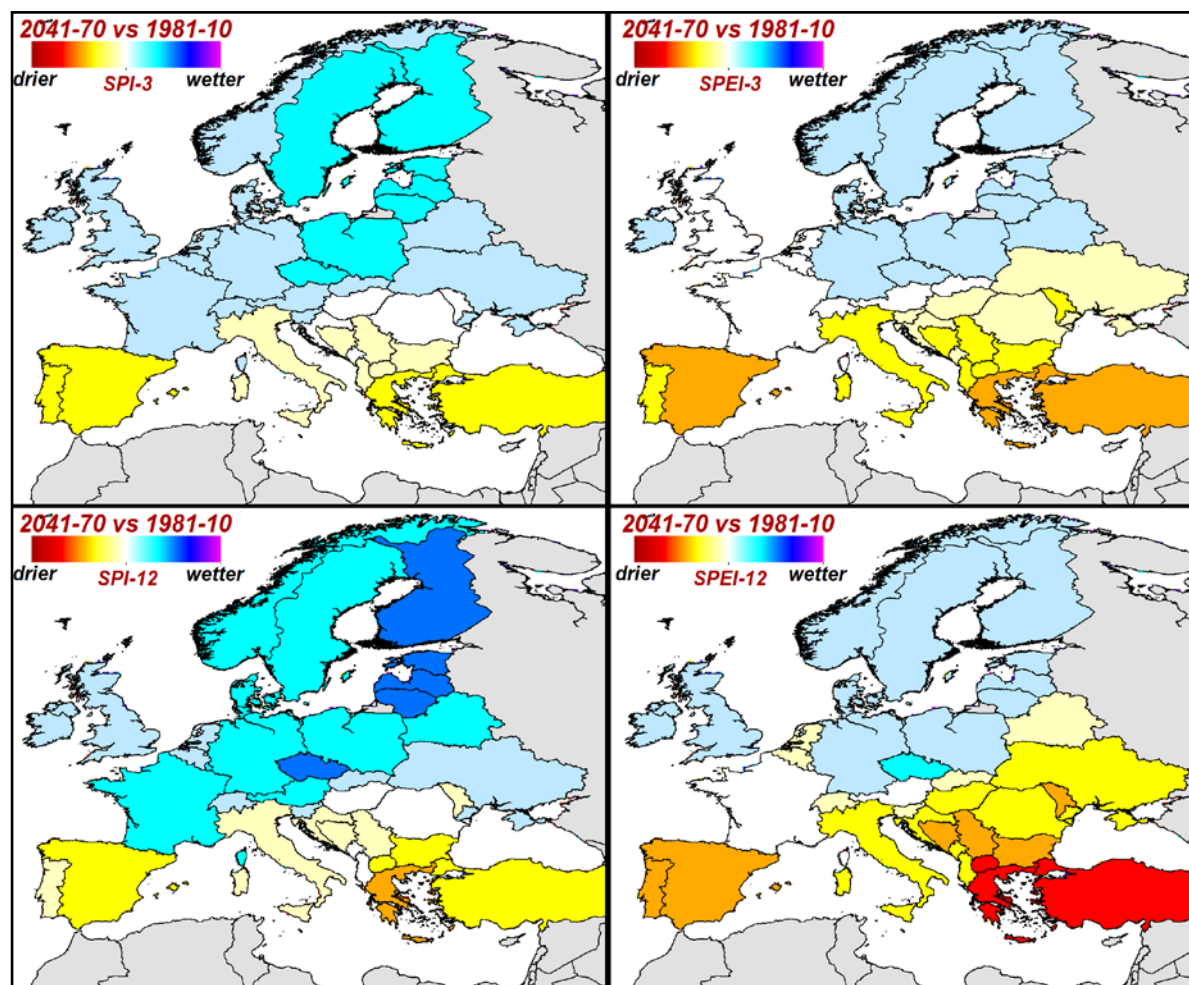 2041-70 vs 1981-10
drier SPI-3 wetter
2041-70 vs 1981-10
drier SPEI-3 wetter
2041-70 vs 1981-10
drier SPI-12 wetter
2041-70 vs 1981-10
drier SPEI-12 wetter